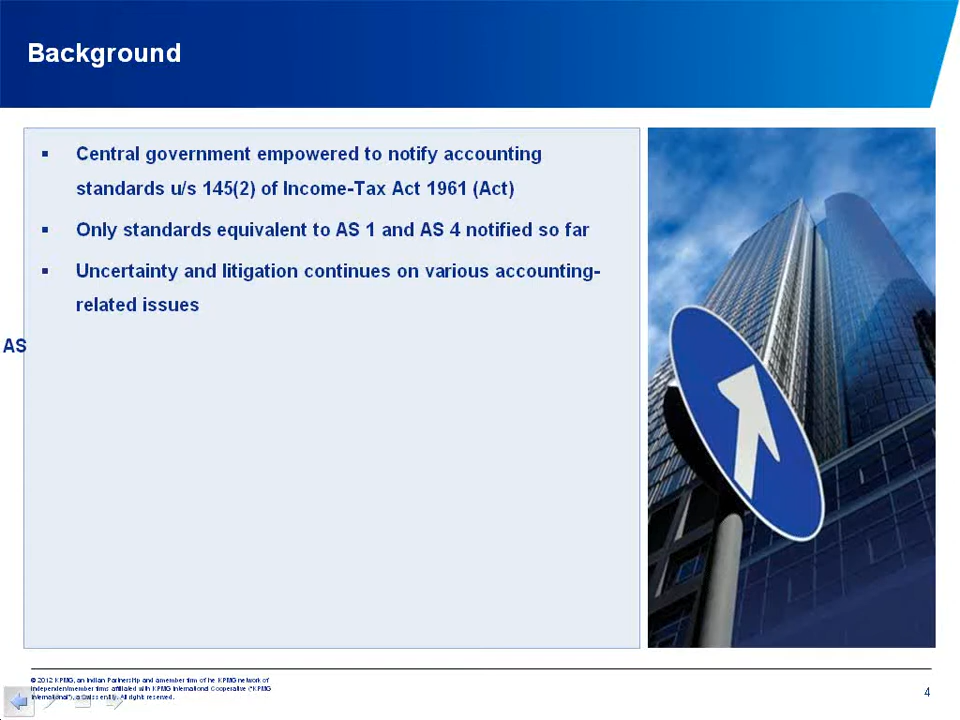 Background
▪ Central government empowered to notify accounting
standards u/s 145(2) of Income-Tax Act 1961 (Act)
▪ Only standards equivalent to AS 1 and AS 4 notified so far
▪ Uncertainty and litigation continues on various accounting-
related issues
AS
© 2012 KPMG, an Indian Partnership and a member firm of the KPMG network of
independent member firms affiliated with KPMG International Cooperative ("KPMG
International"), a Swiss entity. All rights reserved.
4